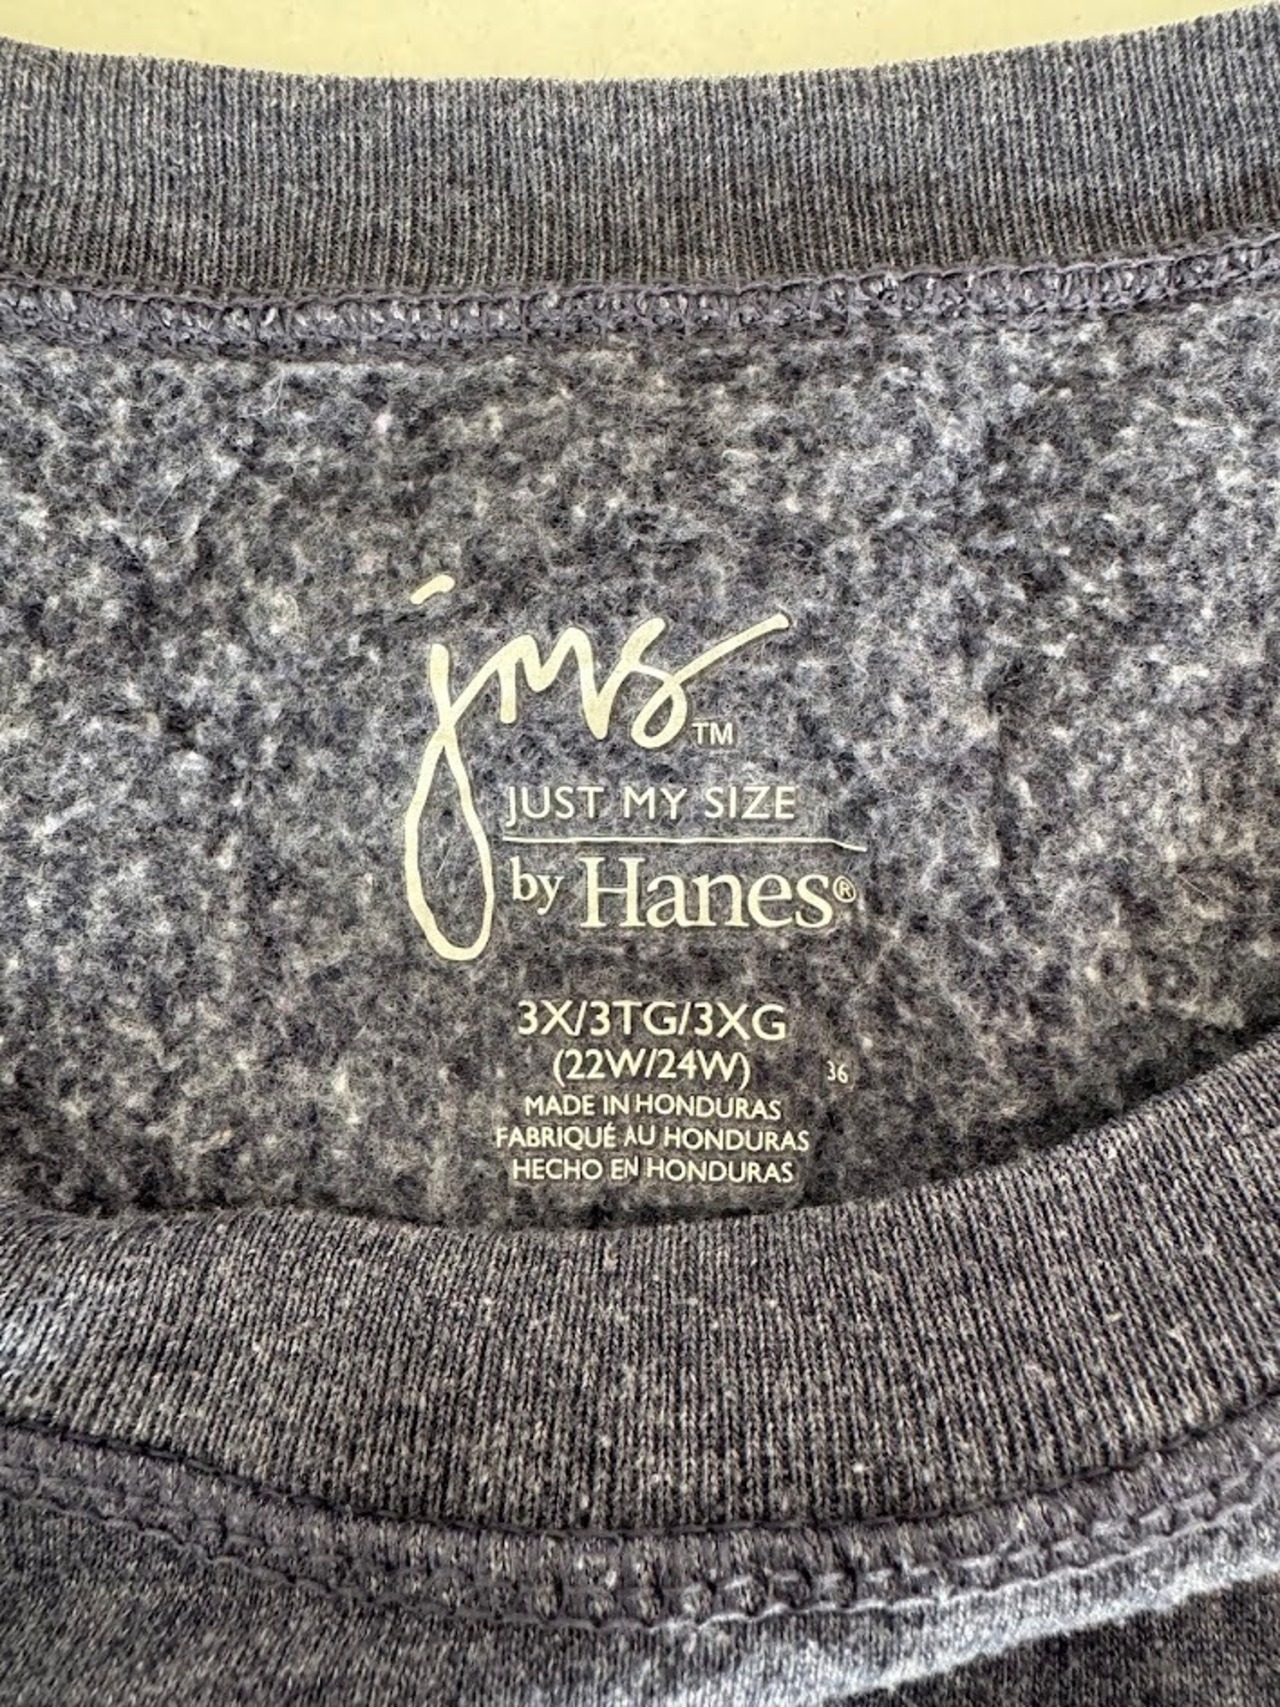 jms™
JUST MY SIZE
by Hanes®
3X/3TG/3XG
(22W/24W) 36
MADE IN HONDURAS
FABRIQUÉ AU HONDURAS
HECHO EN HONDURAS